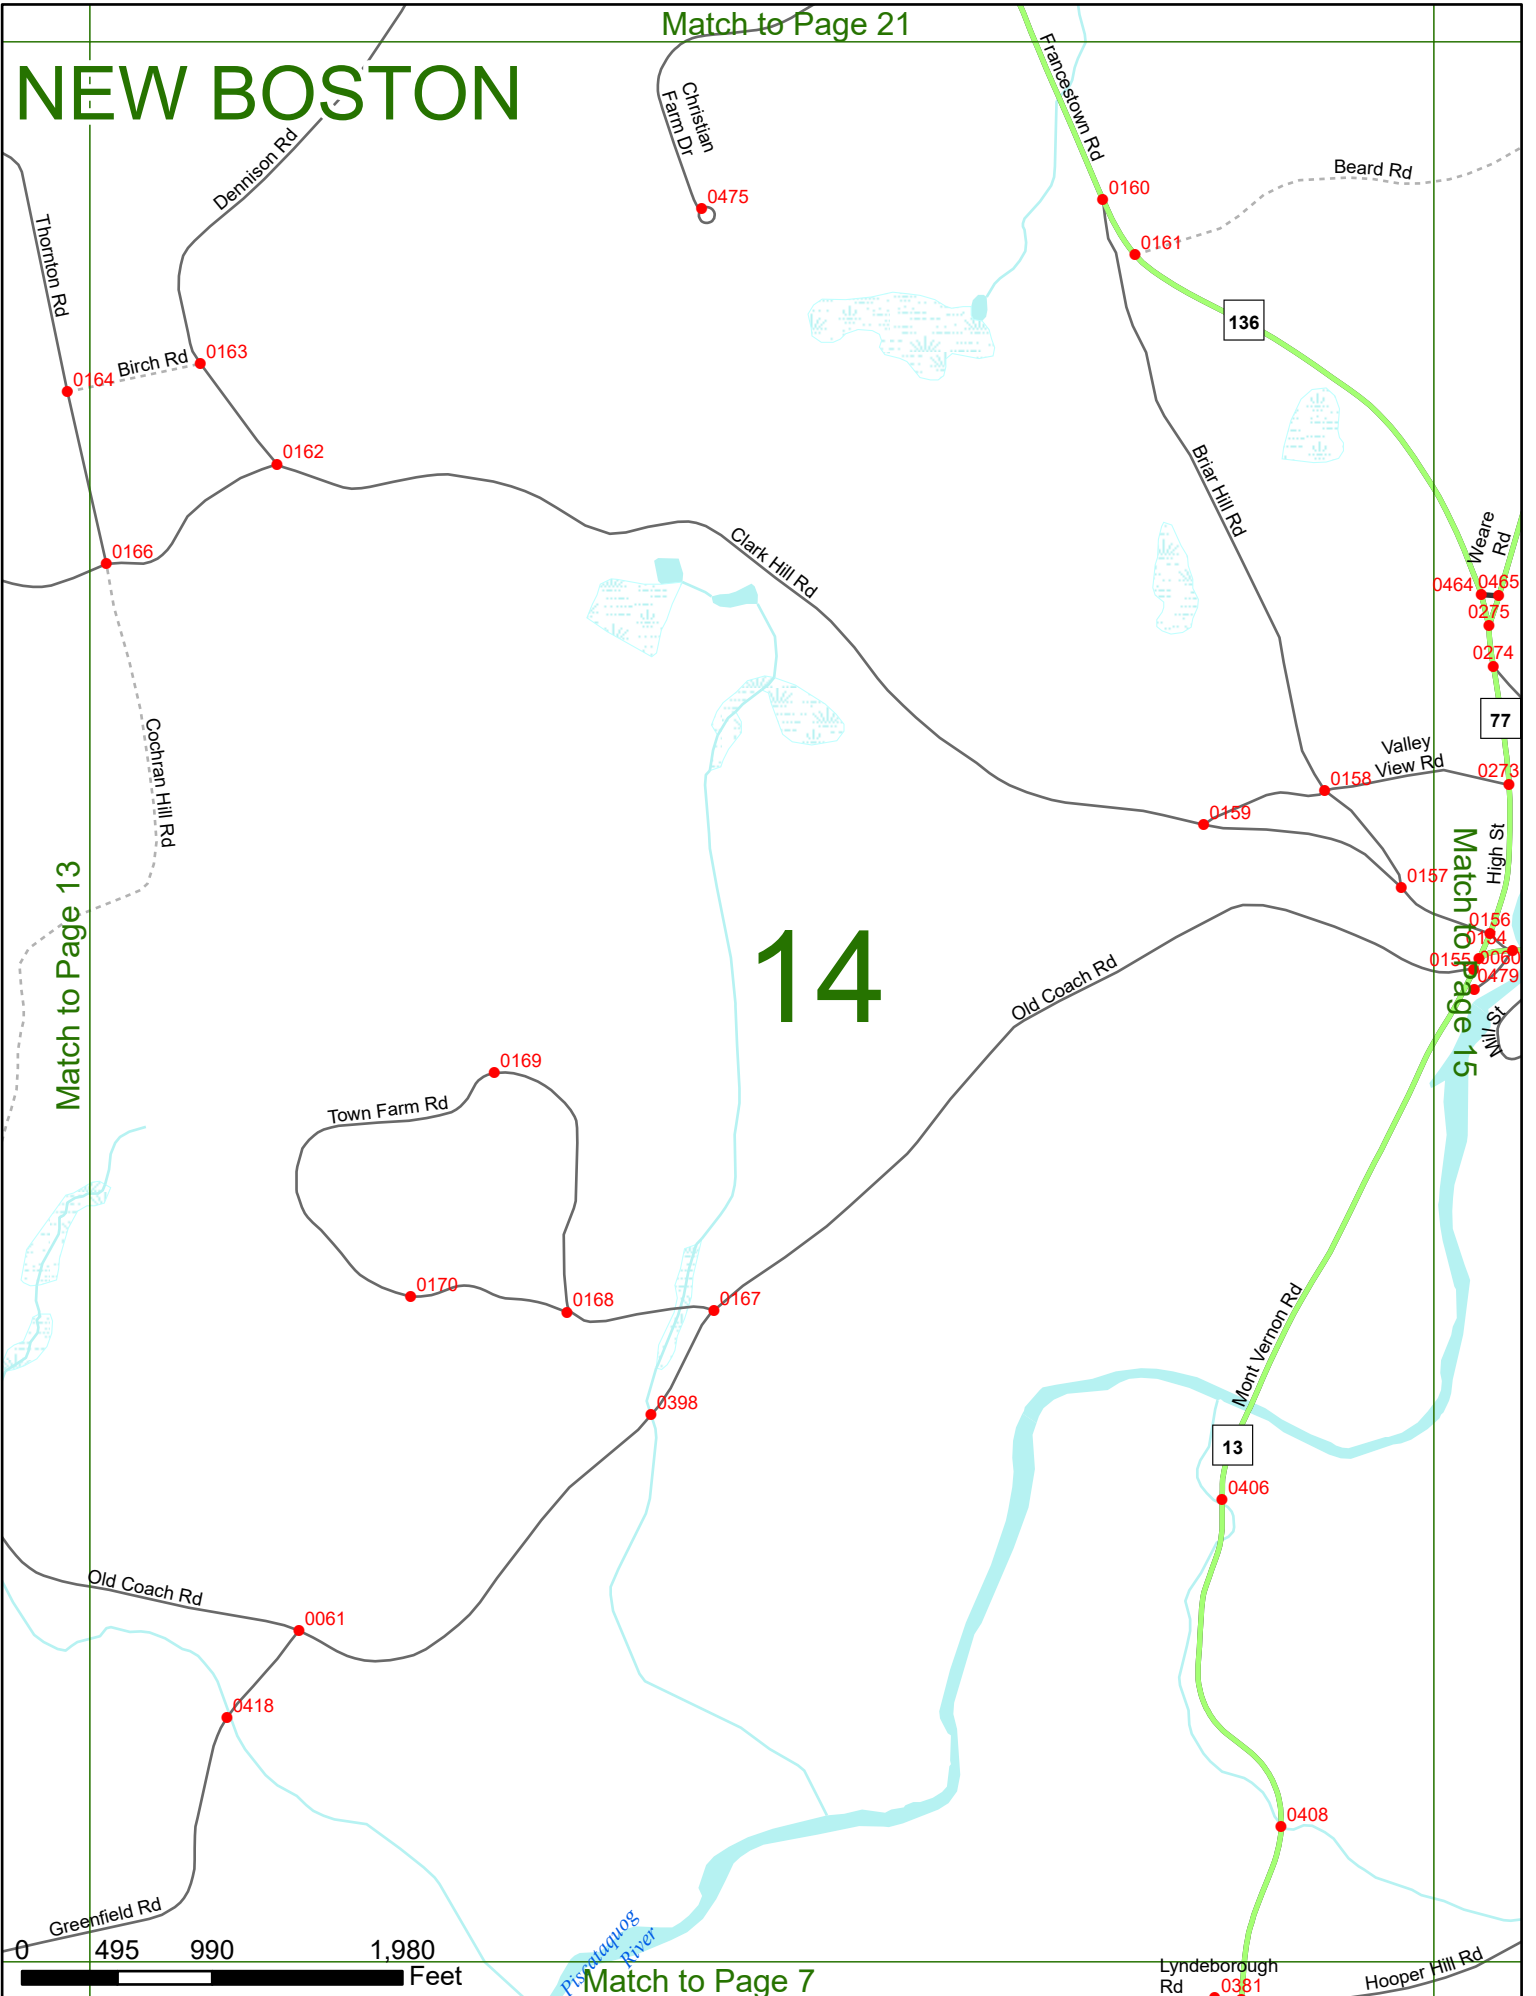 Match to Page 21
NEW BOSTON
Francestown Rd
Christian
Farm Dr
Dennison Rd
Beard Rd
0475
0160
0161
Thornton Rd
136
Birch Rd
0163
0164
0162
Briar Hill Rd
Weare
Rd
Clark Hill Rd
0166
0464
0465
0275
0274
77
Cochran Hill Rd
Valley
View Rd
0158
0273
0159
High St
Match to Page 13
Match to Page 15
0157
0156
0154
0155
0060
0479
14
Old Coach Rd
Mill St
0169
Town Farm Rd
0170
0168
0167
Mont Vernon Rd
0398
13
0406
Old Coach Rd
0061
0418
0408
Greenfield Rd
Piscataquog
River
0
495
990
1,980
Feet
Match to Page 7
Lyndeborough
Rd
0381
Hooper Hill Rd